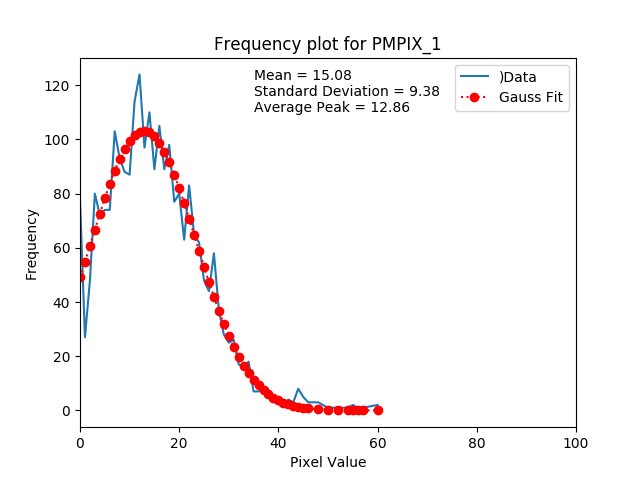 Frequency plot for PMPIX_1
Mean = 15.08
Standard Deviation = 9.38
Average Peak = 12.86
)Data
Gauss Fit
Frequency
120
100
80
60
40
20
0
0 20 40 60 80 100
Pixel Value